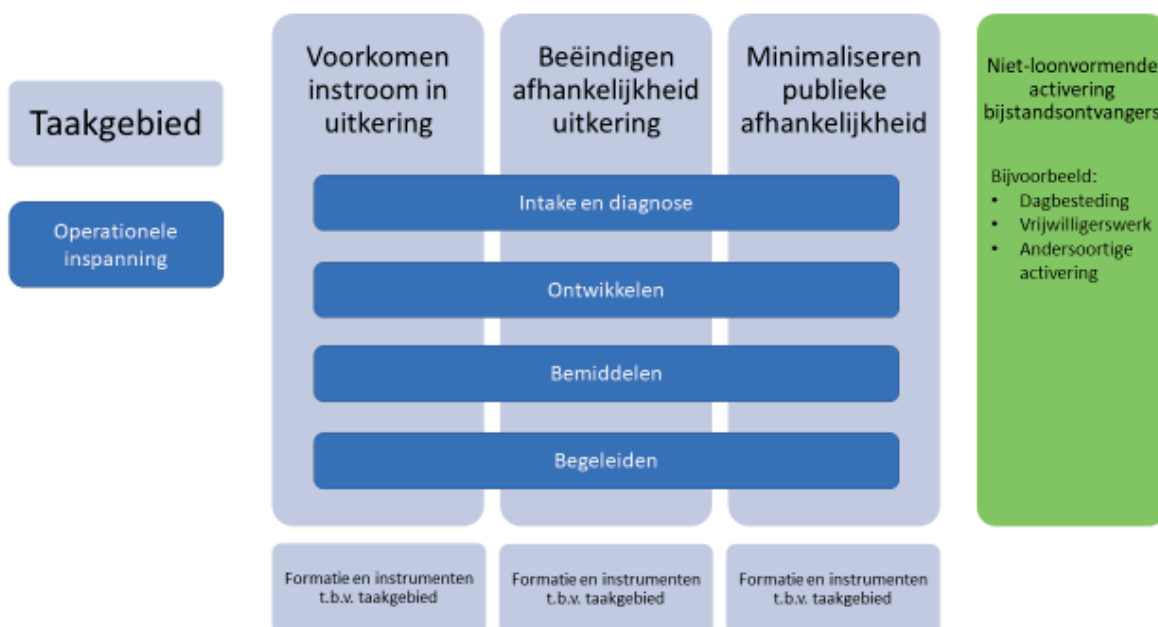 Taakgebied
Operationele
inspanning
Voorkomen
instroom in
uitkering
Beëindigen
afhankelijkheid
uitkering
Minimaliseren
publieke
afhankelijkheid
Intake en diagnose
Ontwikkelen
Bemiddelen
Begeleiden
Formatie en instrumenten
t.b.v. taakgebied
Formatie en instrumenten
t.b.v. taakgebied
Formatie en instrumenten
t.b.v. taakgebied
Niet-loonvormende
activering
bijstandsontvangers
Bijvoorbeeld:
• Dagbesteding
• Vrijwilligerswerk
• Andersoortige
activering